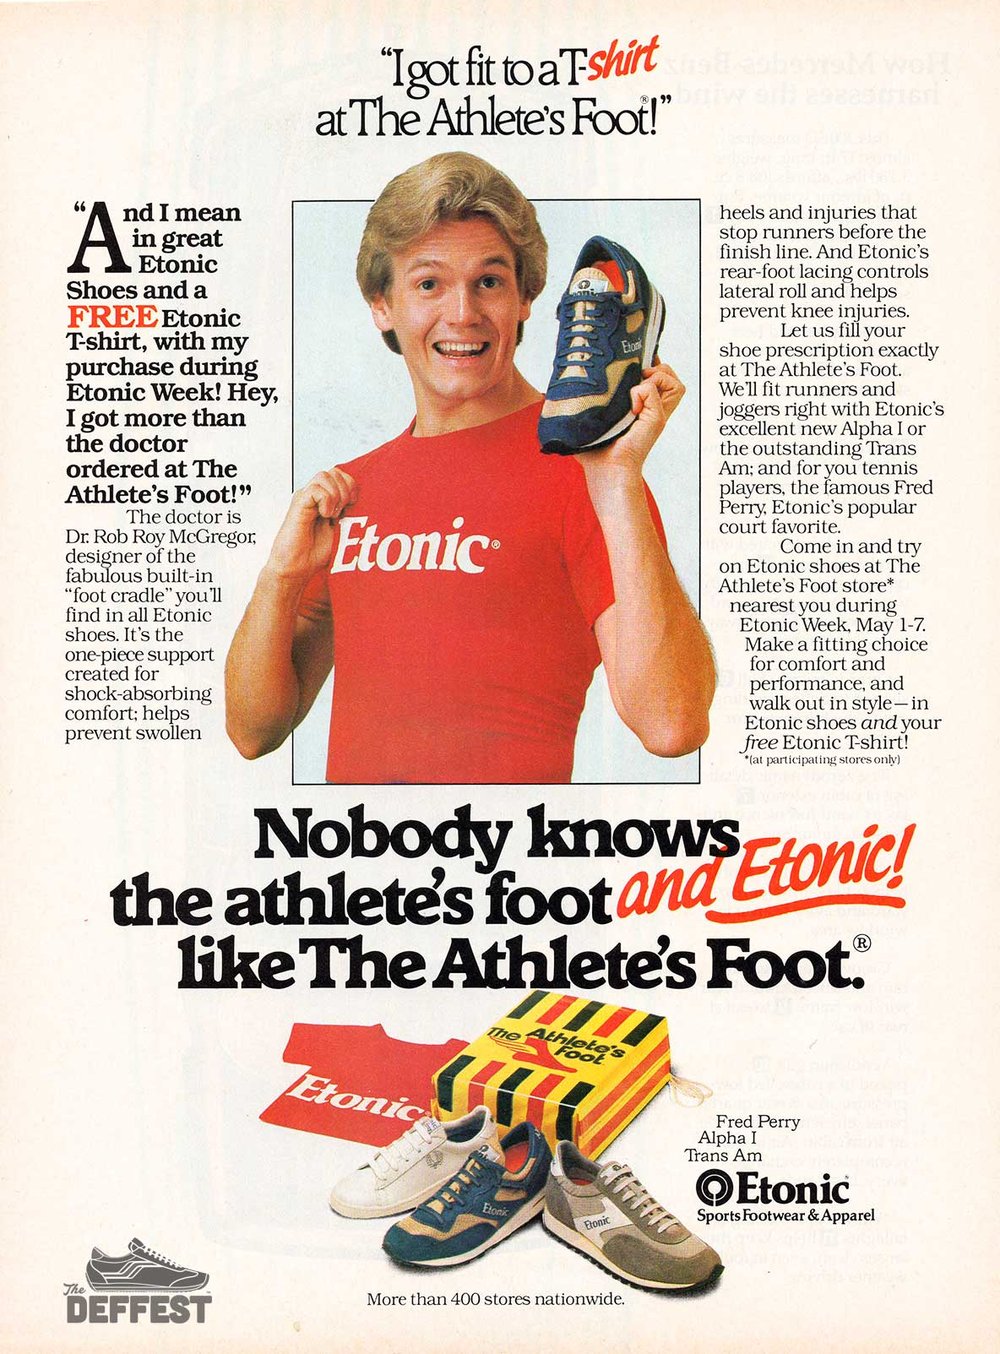 “I got fit to a T-shirt
at The Athlete's Foot®!”
“And I mean
in great
Etonic
Shoes and a
FREE Etonic
T-shirt, with my
purchase during
Etonic Week! Hey,
I got more than
the doctor
ordered at The
Athlete's Foot!”
The doctor is
Dr. Rob Roy McGregor,
designer of the
fabulous built-in
“foot cradle” you'll
find in all Etonic
shoes. It's the
one-piece support
created for
shock-absorbing
comfort; helps
prevent swollen
heels and injuries that
stop runners before the
finish line. And Etonic's
rear-foot lacing controls
lateral roll and helps
prevent knee injuries.
Let us fill your
shoe prescription exactly
at The Athlete's Foot.
We'll fit runners and
joggers right with Etonic's
excellent new Alpha I or
the outstanding Trans
Am; and for you tennis
players, the famous Fred
Perry, Etonic's popular
court favorite.
Come in and try
on Etonic shoes at The
Athlete's Foot store*
nearest you during
Etonic Week, May 1-7.
Make a fitting choice
for comfort and
performance, and
walk out in style—in
Etonic shoes and your
free Etonic T-shirt!
*(at participating stores only)
Etonic
Etonic®
Nobody knows
the athlete's foot and Etonic!
like The Athlete's Foot.®
The Athlete's
Foot
Etonic
Etonic
Etonic
Fred Perry
Alpha I
Trans Am
Etonic
Sports Footwear & Apparel
More than 400 stores nationwide.
The
DEFFEST